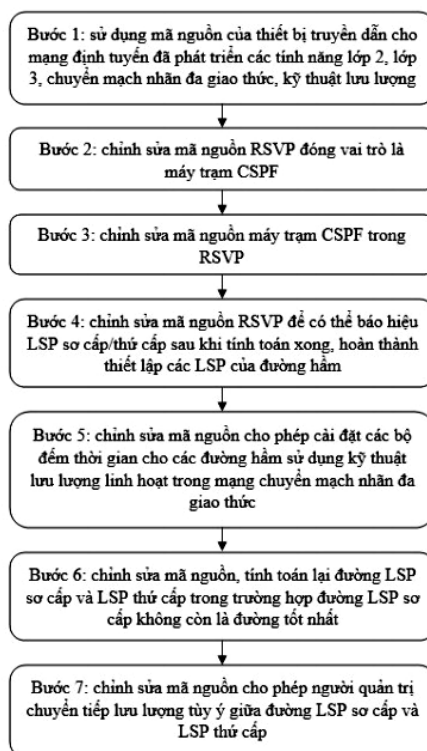 Bước 1: sử dụng mã nguồn của thiết bị truyền dẫn cho
mạng định tuyến đã phát triển các tính năng lớp 2, lớp
3, chuyển mạch nhãn đa giao thức, kỹ thuật lưu lượng
Bước 2: chỉnh sửa mã nguồn RSVP đóng vai trò là
máy trạm CSPF
Bước 3: chỉnh sửa mã nguồn máy trạm CSPF trong
RSVP
Bước 4: chỉnh sửa mã nguồn RSVP để có thể báo hiệu
LSP sơ cấp/thứ cấp sau khi tính toán xong, hoàn thành
thiết lập các LSP của đường hầm
Bước 5: chỉnh sửa mã nguồn cho phép cài đặt các bộ
đếm thời gian cho các đường hầm sử dụng kỹ thuật
lưu lượng linh hoạt trong mạng chuyển mạch nhãn đa
giao thức
Bước 6: chỉnh sửa mã nguồn, tính toán lại đường LSP
sơ cấp và LSP thứ cấp trong trường hợp đường LSP sơ
cấp không còn là đường tốt nhất
Bước 7: chỉnh sửa mã nguồn cho phép người quản trị
chuyển tiếp lưu lượng tùy ý giữa đường LSP sơ cấp và
LSP thứ cấp